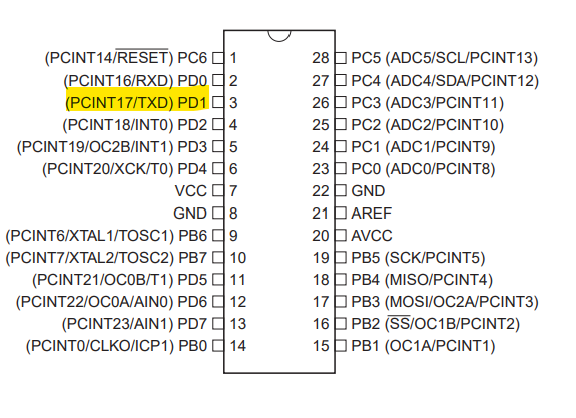 (PCINT14/RESET) PC6 1
(PCINT16/RXD) PD0 2
(PCINT17/TXD) PD1 3
(PCINT18/INT0) PD2 4
(PCINT19/OC2B/INT1) PD3 5
(PCINT20/XCK/T0) PD4 6
VCC 7
GND 8
(PCINT6/XTAL1/TOSC1) PB6 9
(PCINT7/XTAL2/TOSC2) PB7 10
(PCINT21/OC0B/T1) PD5 11
(PCINT22/OC0A/AIN0) PD6 12
(PCINT23/AIN1) PD7 13
(PCINT0/CLKO/ICP1) PB0 14
28 PC5 (ADC5/SCL/PCINT13)
27 PC4 (ADC4/SDA/PCINT12)
26 PC3 (ADC3/PCINT11)
25 PC2 (ADC2/PCINT10)
24 PC1 (ADC1/PCINT9)
23 PC0 (ADC0/PCINT8)
22 GND
21 AREF
20 AVCC
19 PB5 (SCK/PCINT5)
18 PB4 (MISO/PCINT4)
17 PB3 (MOSI/OC2A/PCINT3)
16 PB2 (SS/OC1B/PCINT2)
15 PB1 (OC1A/PCINT1)